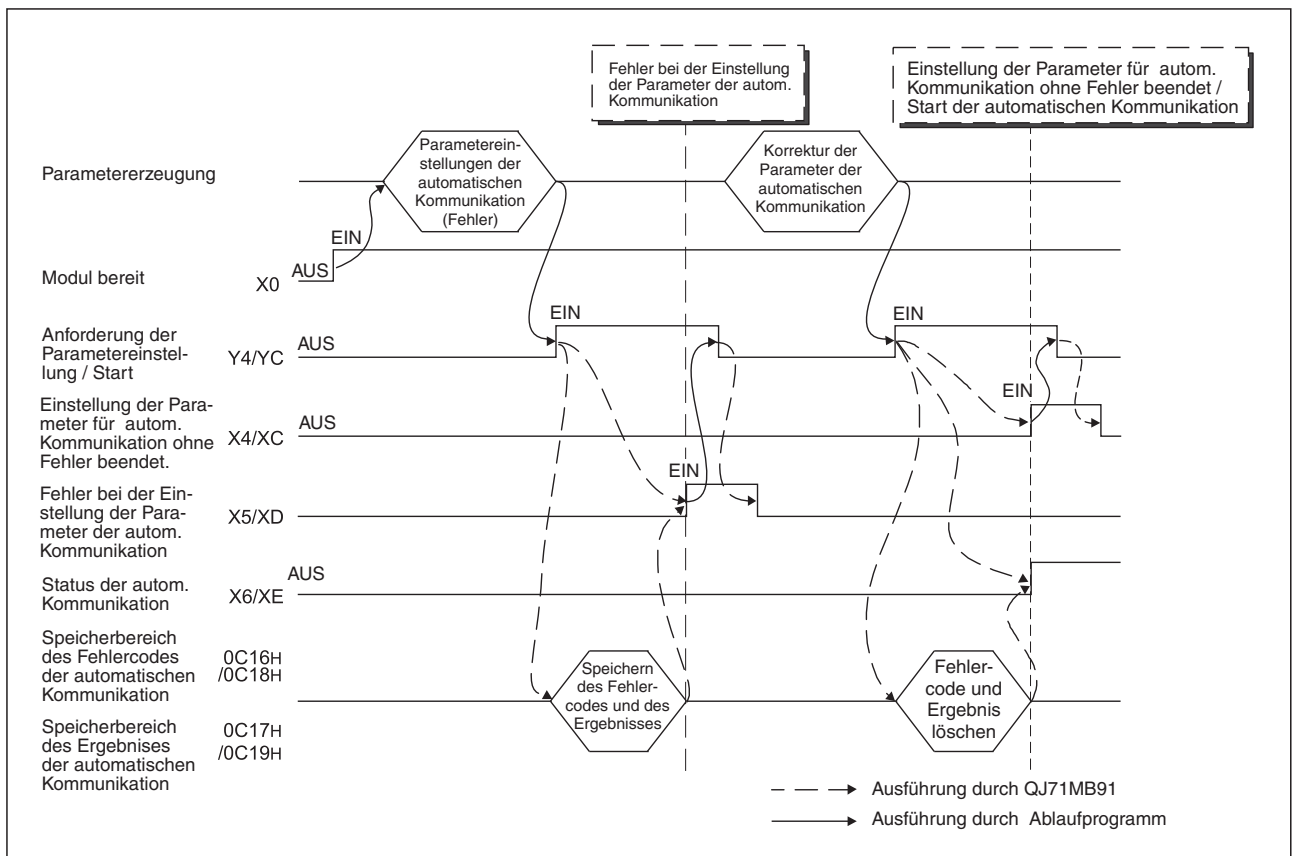 Fehler bei der Einstellung
der Parameter der autom.
Kommunikation
Einstellung der Parameter für autom.
Kommunikation ohne Fehler beendet /
Start der automatischen Kommunikation
Parametererzeugung
Parameterein-
stellungen der
automatischen
Kommunikation
(Fehler)
Korrektur der
Parameter der
automatischen
Kommunikation
Modul bereit
X0
AUS
EIN
Anforderung der
Parametereinstel-
lung / Start
Y4/YC
AUS
EIN
EIN
Einstellung der Para-
meter für autom.
Kommunikation ohne
Fehler beendet.
X4/XC
AUS
EIN
Fehler bei der Ein-
stellung der Para-
meter der autom.
Kommunikation
X5/XD
EIN
Status der autom.
Kommunikation
X6/XE
AUS
Speicherbereich
des Fehlercodes
der automatischen
Kommunikation
0C16H
/0C18H
Speicherbereich
des Ergebnises
der automatischen
Kommunikation
0C17H
/0C19H
Speichern
des Fehler-
codes und des
Ergebnisses
Fehler-
code und
Ergebnis
löschen
Ausführung durch QJ71MB91
Ausführung durch Ablaufprogramm